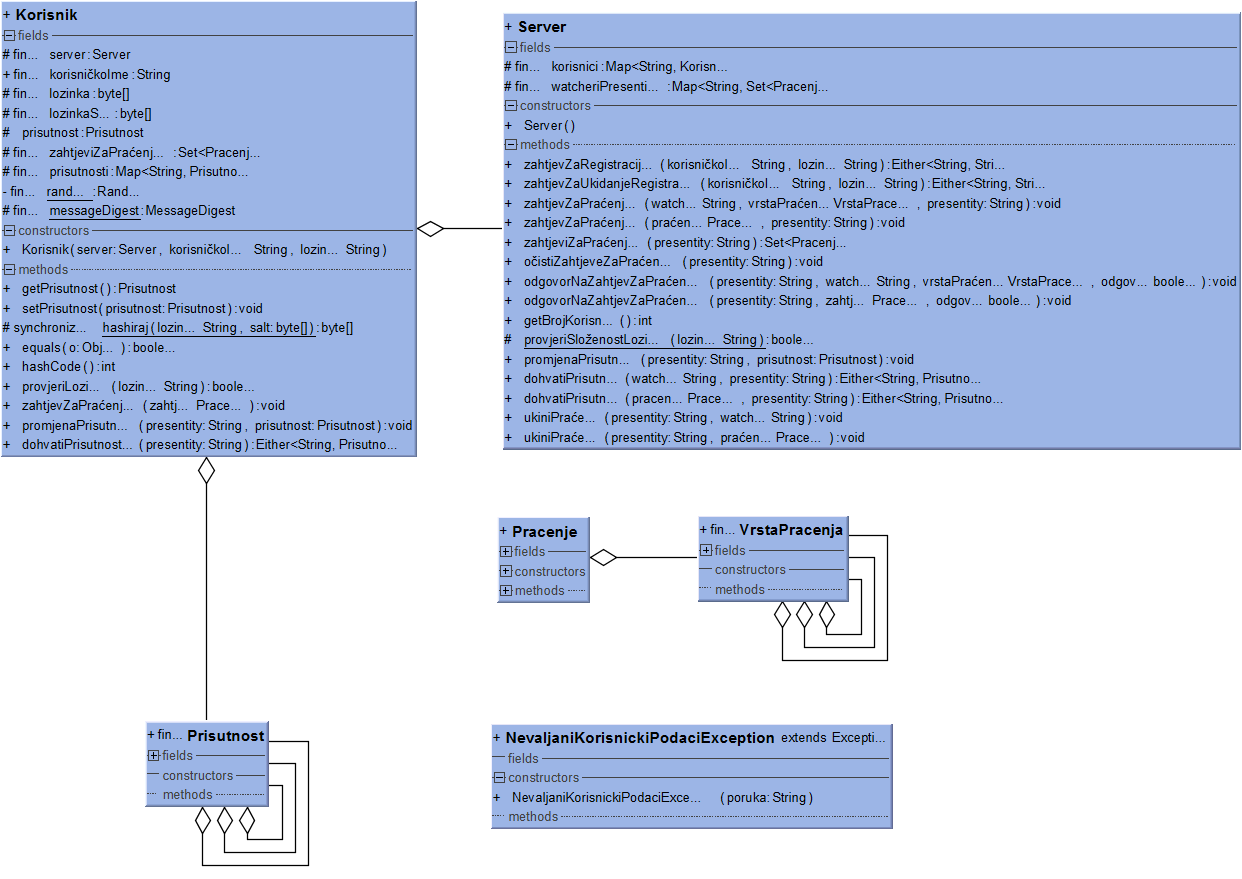 + Korisnik
fields
# fin... server: Server
+ fin... korisničkoIme: String
# fin... lozinka: byte[]
# fin... lozinkaS... : byte[]
# prisutnost: Prisutnost
# fin... zahtjeviZaPraćenj... : Set<Pracenj...
# fin... prisutnosti: Map<String, Prisutno...
- fin... rand... : Rand...
# fin... messageDigest: MessageDigest
constructors
+ Korisnik( server: Server , korisničkol... String , lozin... String )
methods
+ getPrisutnost ( ) : Prisutnost
+ setPrisutnost ( prisutnost: Prisutnost ) : void
# synchroniz... hashiraj ( lozin... String , salt: byte[] ) : byte[]
+ equals ( o: Obj... ) : boole...
+ hashCode ( ) : int
+ provjeriLozi... ( lozin... String ) : boole...
+ zahtjevZaPraćenj... ( zahtj... Prace... ) : void
+ promjenaPrisutn... ( presentity: String , prisutnost: Prisutnost ) : void
+ dohvatiPrisutnost... ( presentity: String ) : Either<String, Prisutno...
+ Server
fields
# fin... korisnici: Map<String, Korisn...
# fin... watcheriPresenti... : Map<String, Set<Pracenj...
constructors
+ Server ( )
methods
+ zahtjevZaRegistracij... ( korisničkol... String , lozin... String ) : Either<String, Stri...
+ zahtjevZaUkidanjeRegistra... ( korisničkol... String , lozin... String ) : Either<String, Stri...
+ zahtjevZaPraćenj... ( watch... String , vrstaPraćen... VrstaPrace... , presentity: String ) : void
+ zahtjevZaPraćenj... ( praćen... Prace... , presentity: String ) : void
+ zahtjeviZaPraćenj... ( presentity: String ) : Set<Pracenj...
+ očistiZahtjeveZaPraćen... ( presentity: String ) : void
+ odgovorNaZahtjevZaPraćen... ( presentity: String , watch... String , vrstaPraćen... VrstaPrace... , odgov... boole... ) : void
+ odgovorNaZahtjevZaPraćen... ( presentity: String , zahtj... Prace... , odgov... boole... ) : void
+ getBrojKorisn... ( ) : int
# provjeriSloženostLozi... ( lozin... String ) : boole...
+ promjenaPrisutn... ( presentity: String , prisutnost: Prisutnost ) : void
+ dohvatiPrisutn... ( watch... String , presentity: String ) : Either<String, Prisutno...
+ dohvatiPrisutn... ( pracen... Prace... , presentity: String ) : Either<String, Prisutno...
+ ukiniPraće... ( presentity: String , watch... String ) : void
+ ukiniPraće... ( presentity: String , praćen... Prace... ) : void
+ Pracenje
fields
constructors
methods
+ fin... VrstaPracenja
fields
constructors
methods
+ fin... Prisutnost
fields
constructors
methods
+ NevaljaniKorisnickiPodaciException extends Excepti...
fields
constructors
+ NevaljaniKorisnickiPodaciExce... ( poruka: String )
methods